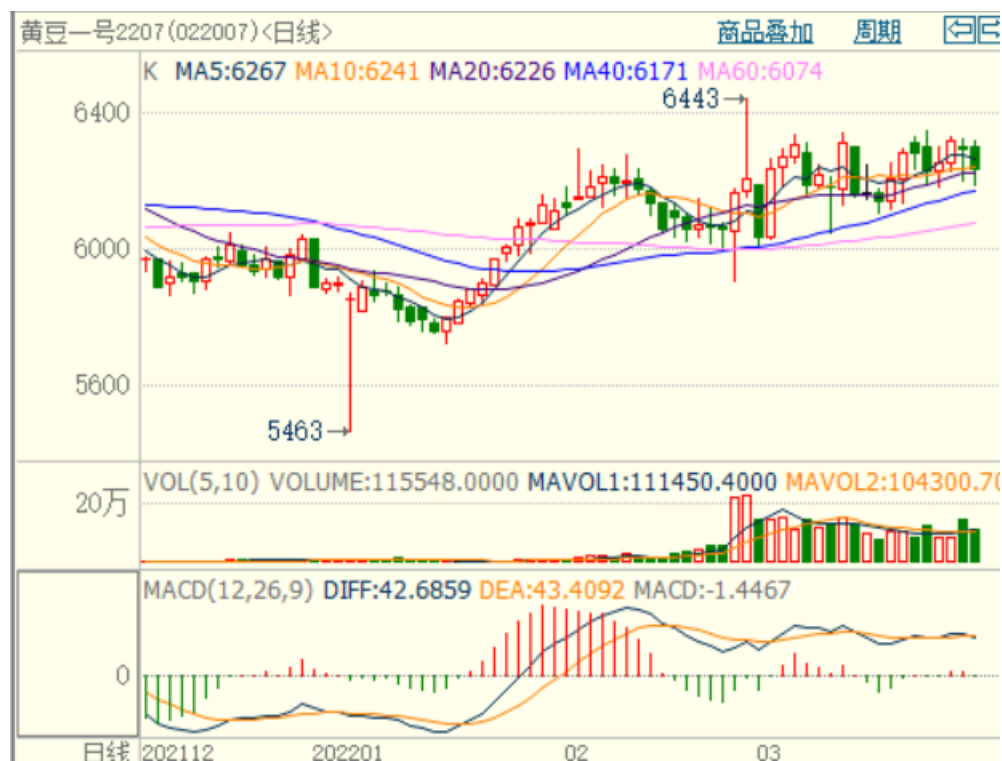 黄豆一号2207(022007)<日线> 商品叠加 周期
K MA5:6267 MA10:6241 MA20:6226 MA40:6171 MA60:6074
6443
6400
6000
5600
5463
VOL(5,10) VOLUME:115548.0000 MAVOL1:111450.4000 MAVOL2:104300.70
20万
MACD(12,26,9) DIFF:42.6859 DEA:43.4092 MACD:-1.4467
0
日线 202112 202201 02 03